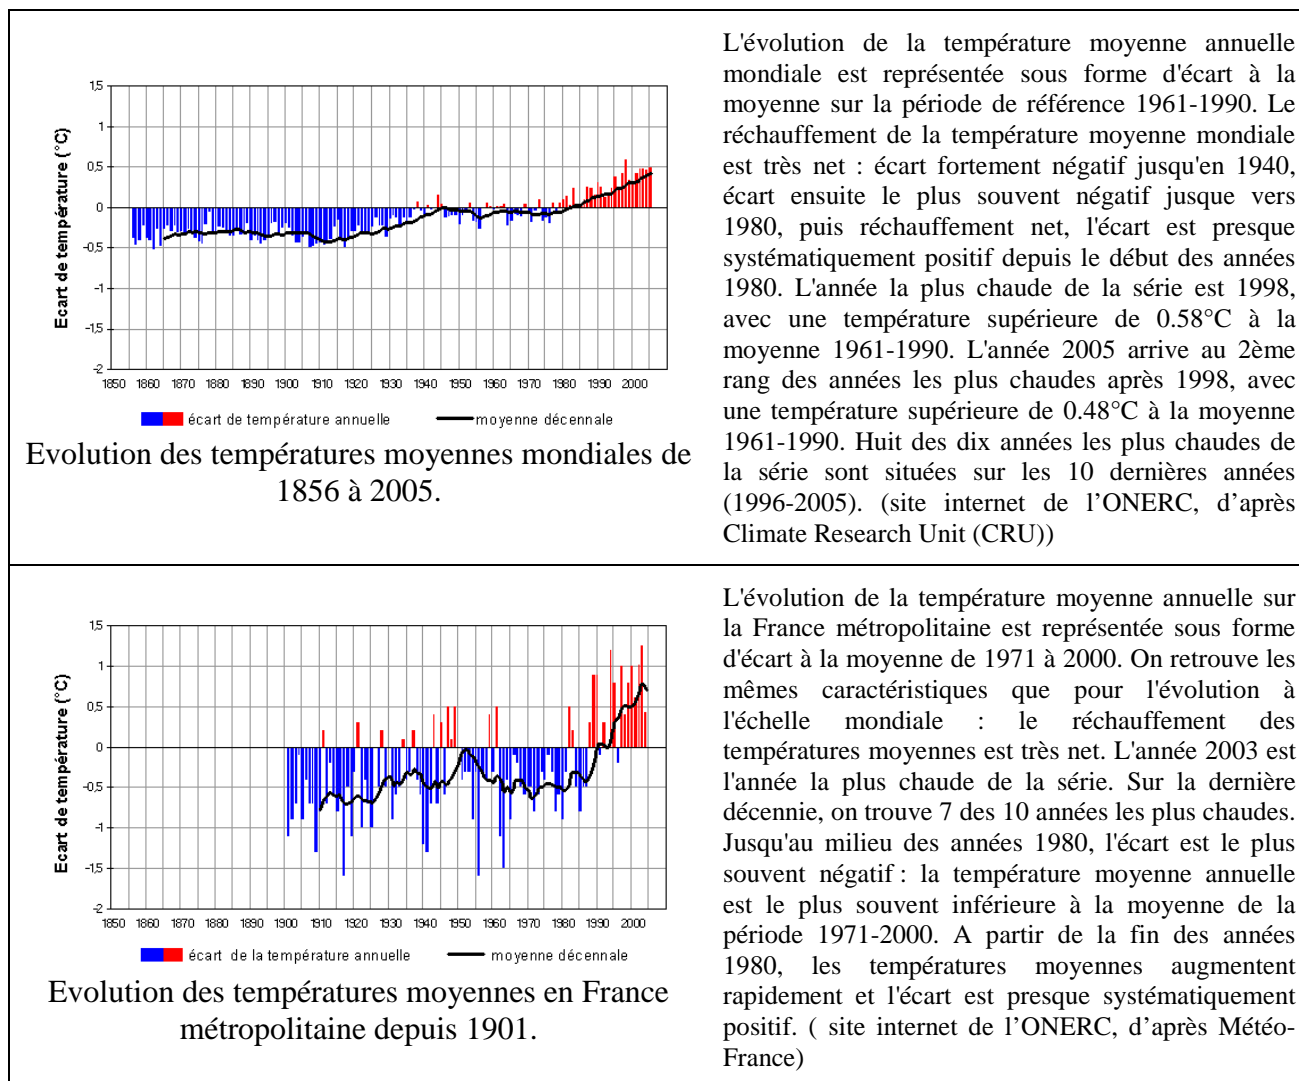 1,5
1
0,5
0
-0,5
-1
-1,5
-2
Ecart de température (°C)
1850 1860 1870 1880 1890 1900 1910 1920 1930 1940 1950 1960 1970 1980 1990 2000
écart de température annuelle moyenne décennale
Evolution des températures moyennes mondiales de
1856 à 2005.
L'évolution de la température moyenne annuelle
mondiale est représentée sous forme d'écart à la
moyenne sur la période de référence 1961-1990. Le
réchauffement de la température moyenne mondiale
est très net : écart fortement négatif jusqu'en 1940,
écart ensuite le plus souvent négatif jusque vers
1980, puis réchauffement net, l'écart est presque
systématiquement positif depuis le début des années
1980. L'année la plus chaude de la série est 1998,
avec une température supérieure de 0.58°C à la
moyenne 1961-1990. L'année 2005 arrive au 2ème
rang des années les plus chaudes après 1998, avec
une température supérieure de 0.48°C à la moyenne
1961-1990. Huit des dix années les plus chaudes de
la série sont situées sur les 10 dernières années
(1996-2005). (site internet de l’ONERC, d’après
Climate Research Unit (CRU))
1,5
1
0,5
0
-0,5
-1
-1,5
-2
Ecart de température (°C)
1850 1860 1870 1880 1890 1900 1910 1920 1930 1940 1950 1960 1970 1980 1990 2000
écart de la température annuelle moyenne décennale
Evolution des températures moyennes en France
métropolitaine depuis 1901.
L'évolution de la température moyenne annuelle sur
la France métropolitaine est représentée sous forme
d'écart à la moyenne de 1971 à 2000. On retrouve les
mêmes caractéristiques que pour l'évolution à
l'échelle mondiale : le réchauffement des
températures moyennes est très net. L'année 2003 est
l'année la plus chaude de la série. Sur la dernière
décennie, on trouve 7 des 10 années les plus chaudes.
Jusqu'au milieu des années 1980, l'écart est le plus
souvent négatif : la température moyenne annuelle
est le plus souvent inférieure à la moyenne de la
période 1971-2000. A partir de la fin des années
1980, les températures moyennes augmentent
rapidement et l'écart est presque systématiquement
positif. ( site internet de l’ONERC, d’après Météo-
France)